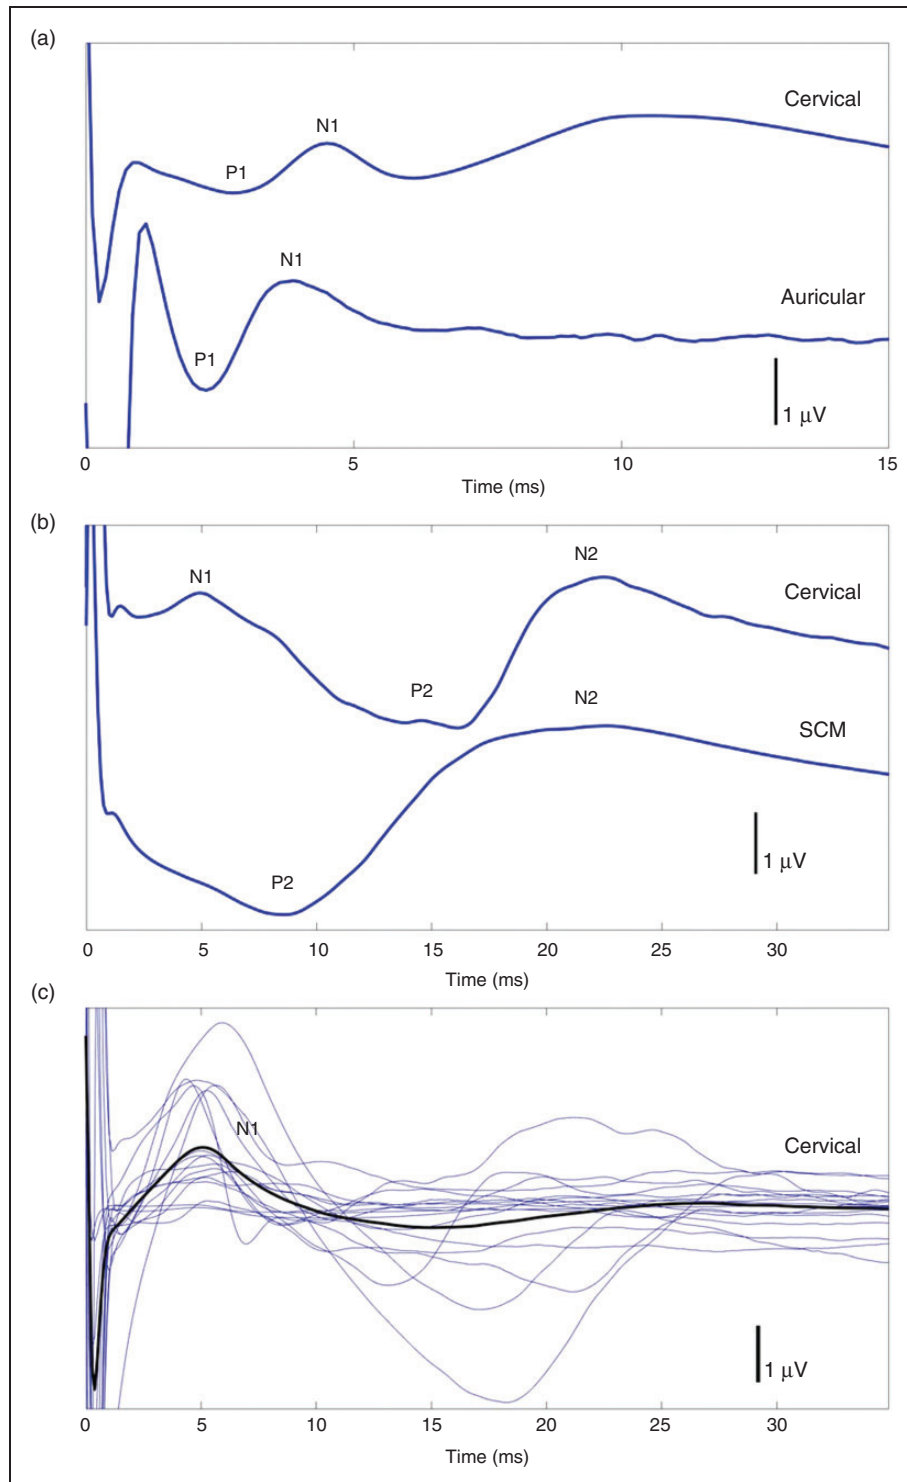 (a)
Cervical
N1
P1
N1
Auricular
P1
1 μV
0 5 10 15
Time (ms)
(b)
N2
N1
Cervical
P2
N2
SCM
1 μV
P2
0 5 10 15 20 25 30
Time (ms)
(c)
N1
Cervical
1 μV
0 5 10 15 20 25 30
Time (ms)